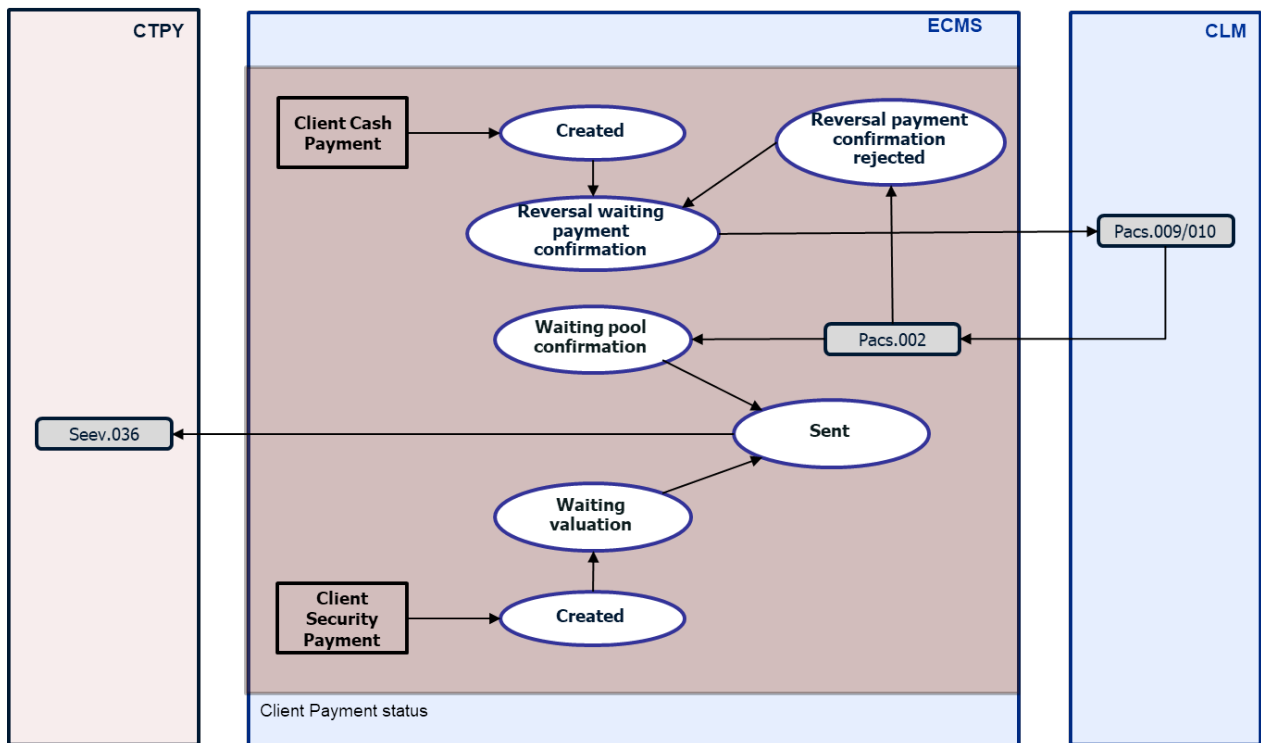 CTPY
ECMS
CLM
Client Cash
Payment
Created
Reversal payment
confirmation
rejected
Reversal waiting
payment
confirmation
Pacs.009/010
Waiting pool
confirmation
Pacs.002
Seev.036
Sent
Waiting
valuation
Client
Security
Payment
Created
Client Payment status